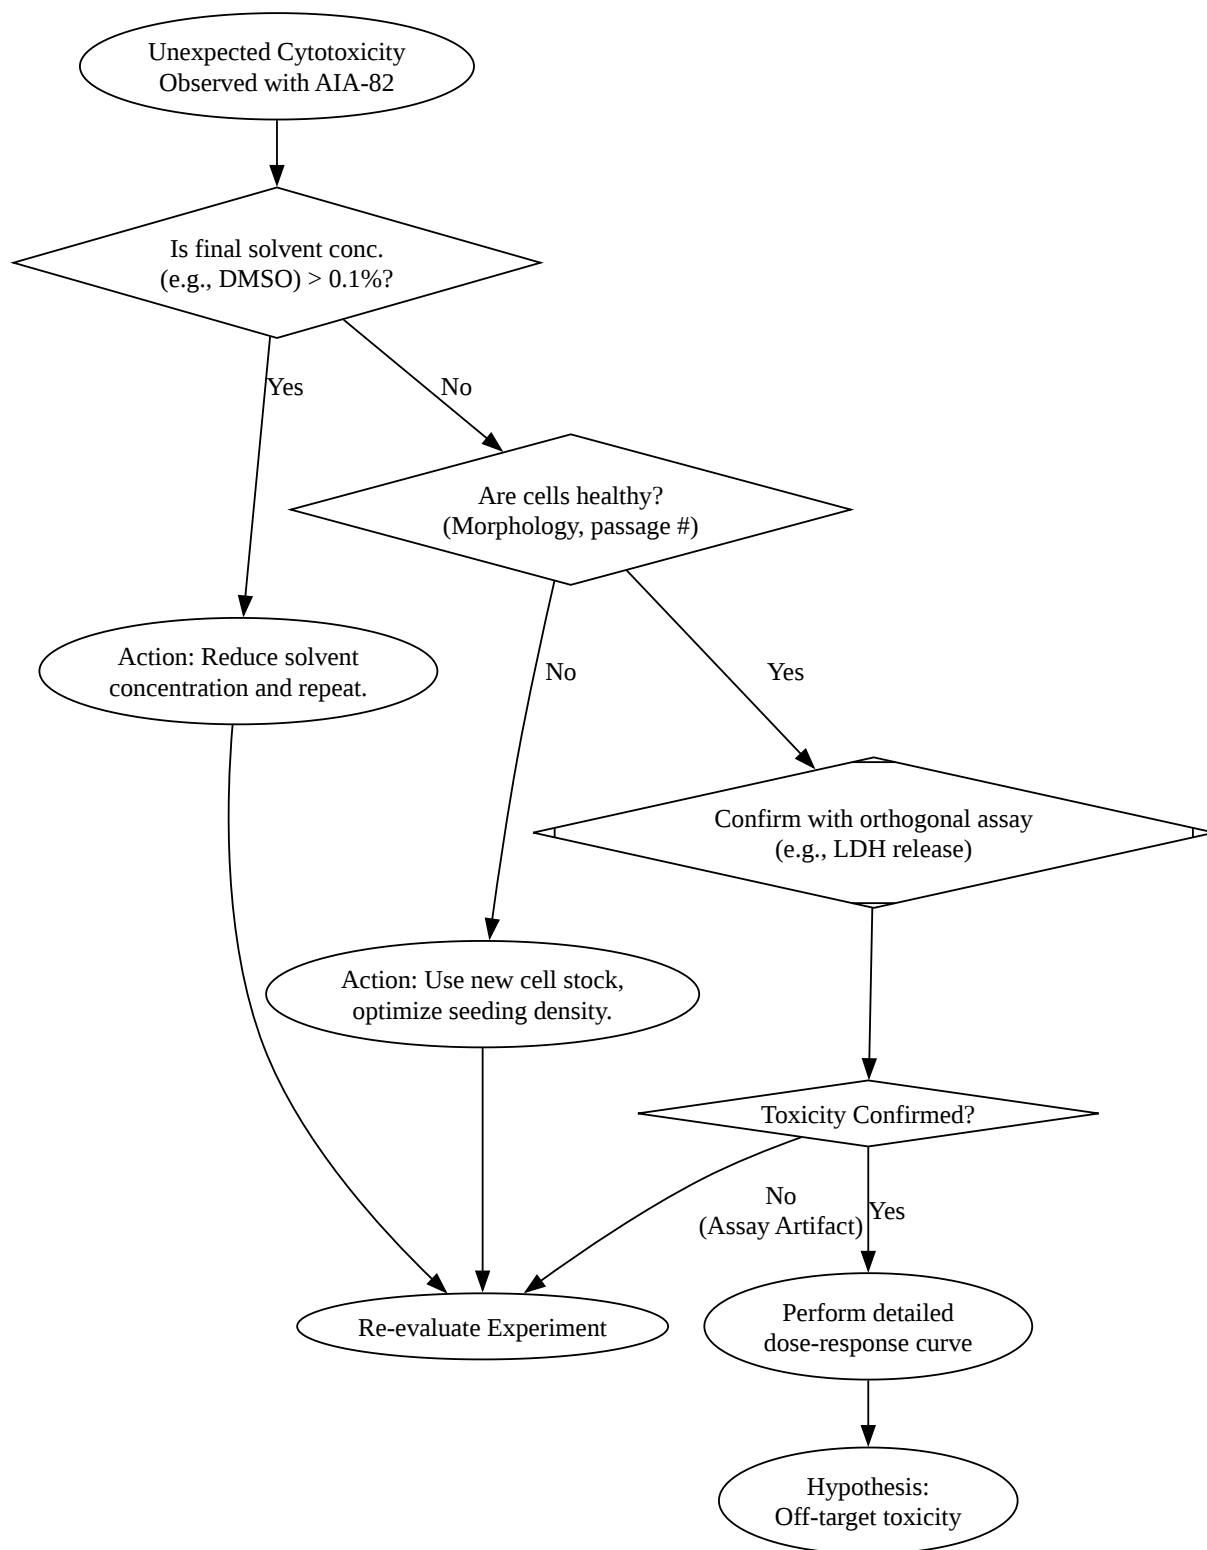 Unexpected Cytotoxicity
Observed with AIA-82
Is final solvent conc.
(e.g., DMSO) > 0.1%?
Yes
No
Are cells healthy?
(Morphology, passage #)
Action: Reduce solvent
concentration and repeat.
No
Yes
Confirm with orthogonal assay
(e.g., LDH release)
Action: Use new cell stock,
optimize seeding density.
Toxicity Confirmed?
No
(Assay Artifact)
Yes
Re-evaluate Experiment
Perform detailed
dose-response curve
Hypothesis:
Off-target toxicity